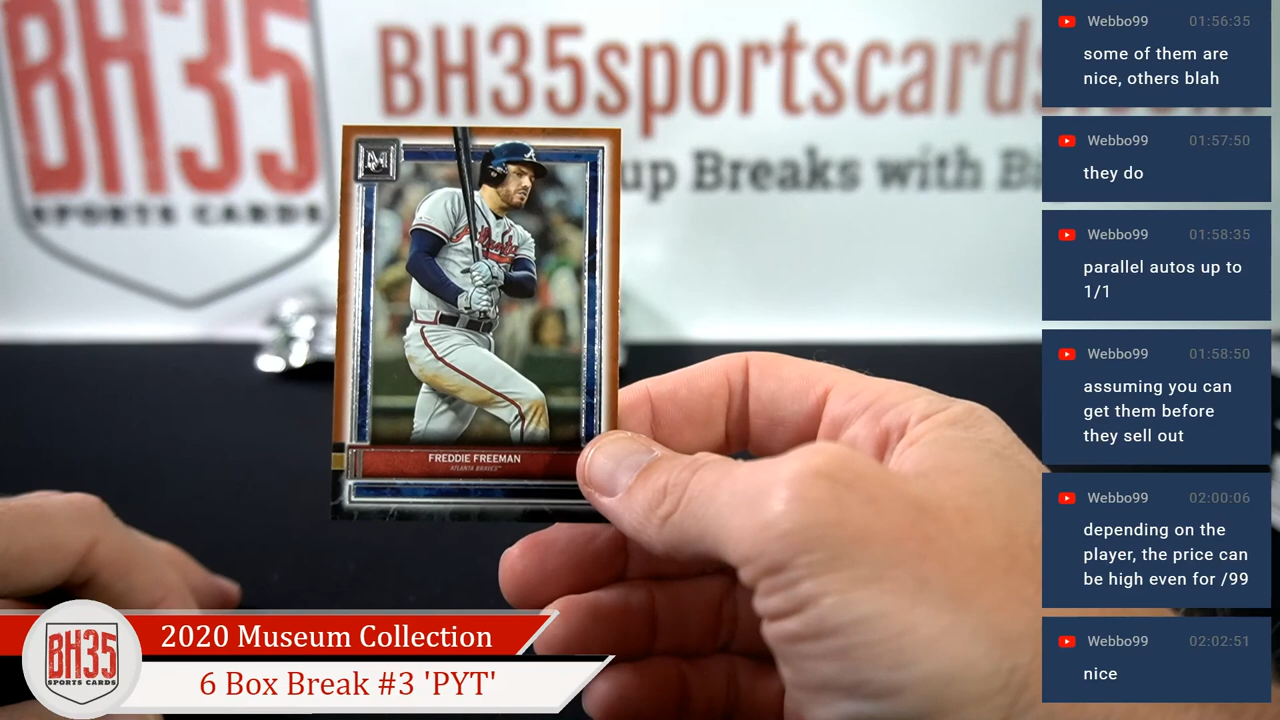 BH35
SPORTS CARDS
BH35sportscards.com
up Breaks with
M
Braves
FREDDIE FREEMAN
ATLANTA BRAVES™
BH35
SPORTS CARDS
2020 Museum Collection
6 Box Break #3 'PYT'
Webbo99 01:56:35
some of them are
nice, others blah
Webbo99 01:57:50
they do
Webbo99 01:58:35
parallel autos up to
1/1
Webbo99 01:58:50
assuming you can
get them before
they sell out
Webbo99 02:00:06
depending on the
player, the price can
be high even for /99
Webbo99 02:02:51
nice